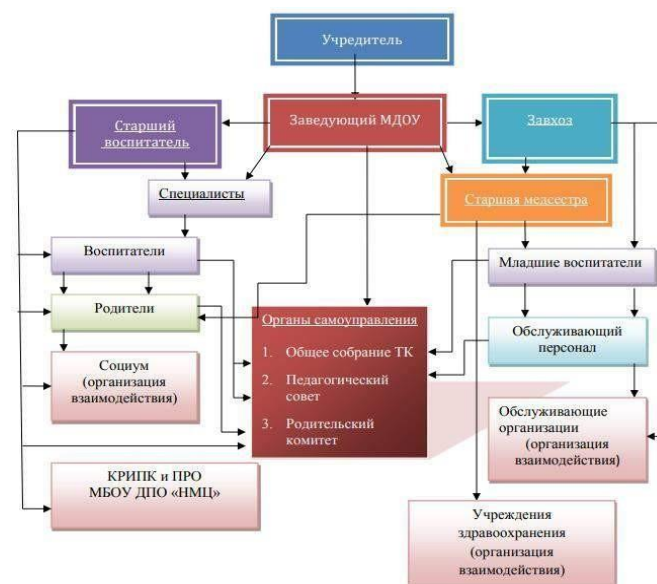 Учредитель
Старший
воспитатель
Заведующий МДОУ
Завхоз
Специалисты
Старшая медсестра
Воспитатели
Младшие воспитатели
Родители
Органы самоуправления
1. Общее собрание ТК
2. Педагогический
совет
3. Родительский
комитет
Обслуживающий
персонал
Социум
(организация
взаимодействия)
Обслуживающие
организации
(организация
взаимодействия)
КРИПК и ПРО
МБОУ ДПО «НМЦ»
Учреждения
здравоохранения
(организация
взаимодействия)